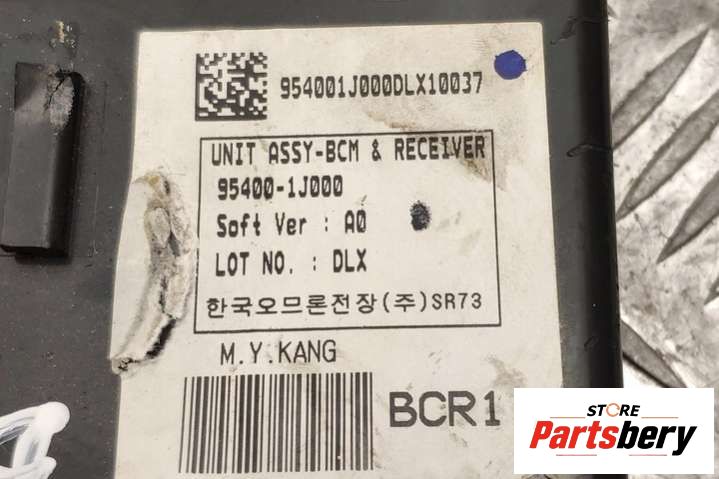 954001J000DLX10037
UNIT ASSY-BCM & RECEIVER
95400-1J000
Soft Ver : A0
LOT NO. : DLX
한국오므론전장(주)SR73
M.Y.KANG
BCR1
STORE
Partsbery